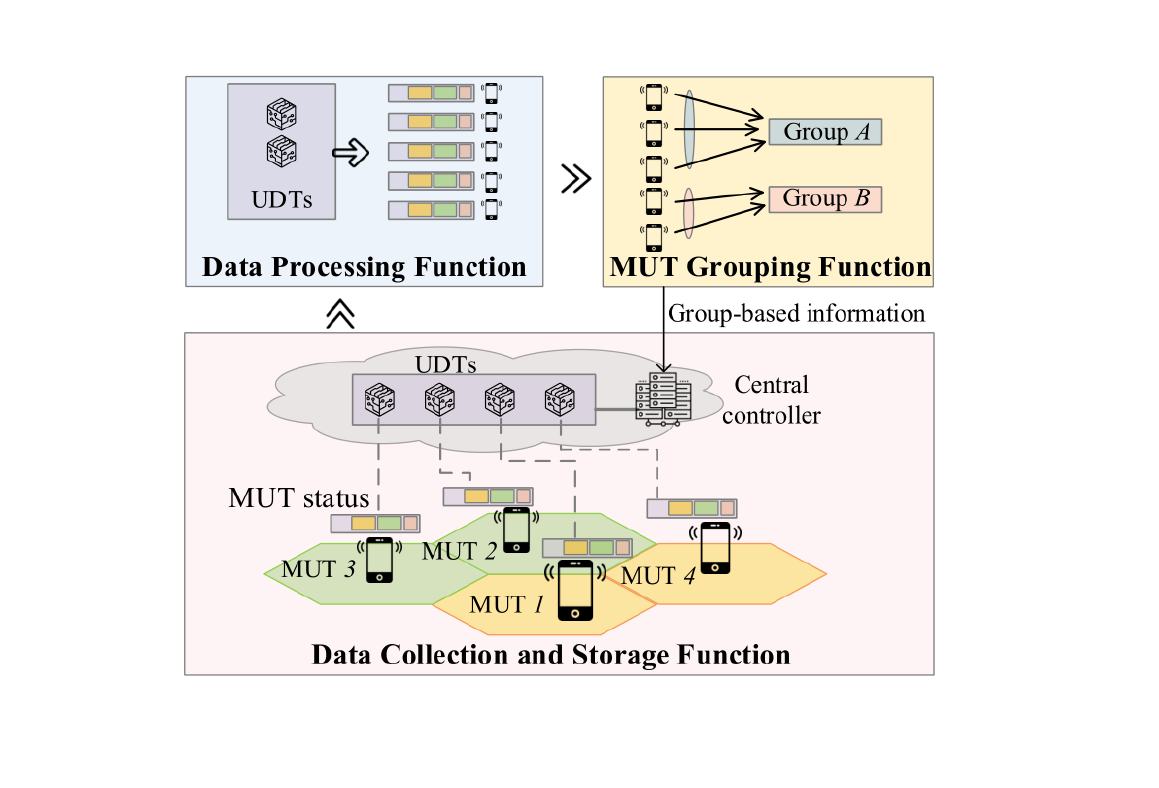 UDTs
Data Processing Function
Group A
Group B
MUT Grouping Function
Group-based information
UDTs
Central
controller
MUT status
MUT 2
MUT 3
MUT 4
MUT 1
Data Collection and Storage Function